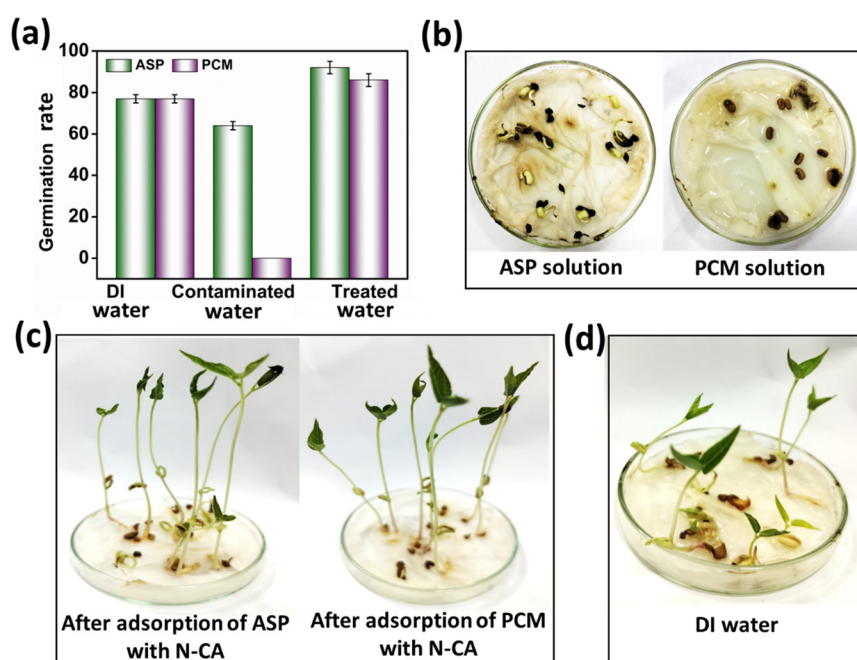 (a)
100
80
60
40
20
0
Germination rate
ASP PCM
DI water
Contaminated water
Treated water
(b)
ASP solution
PCM solution
(c)
After adsorption of ASP
with N-CA
After adsorption of PCM
with N-CA
(d)
DI water